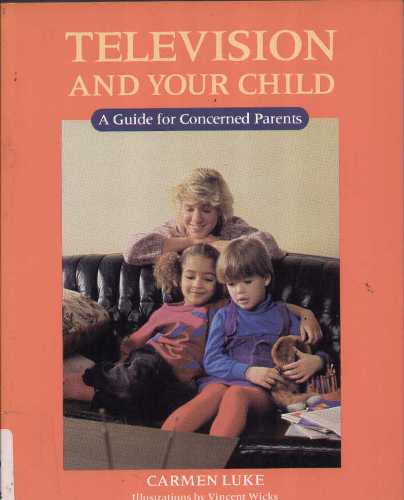 TELEVISION
AND YOUR CHILD
A Guide for Concerned Parents
CARMEN LUKE
Illustrations by Vincent Wicks